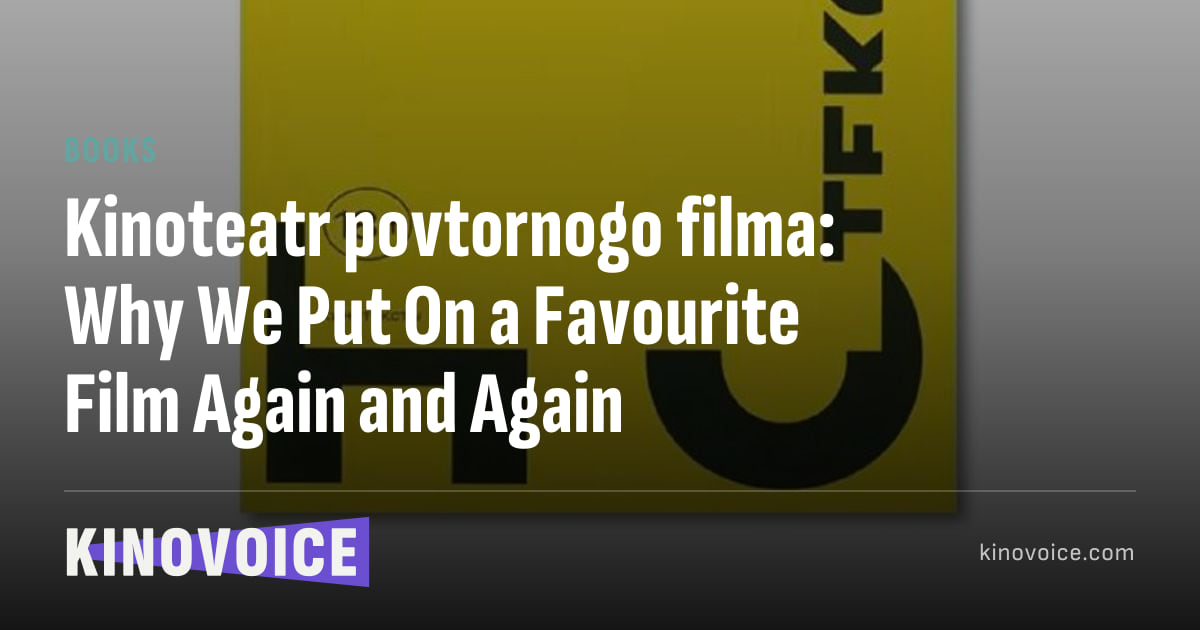 BOOKS
Kinoteatr povtornogo filma:
Why We Put On a Favourite
Film Again and Again
KINOVOICE
kinovoice.com